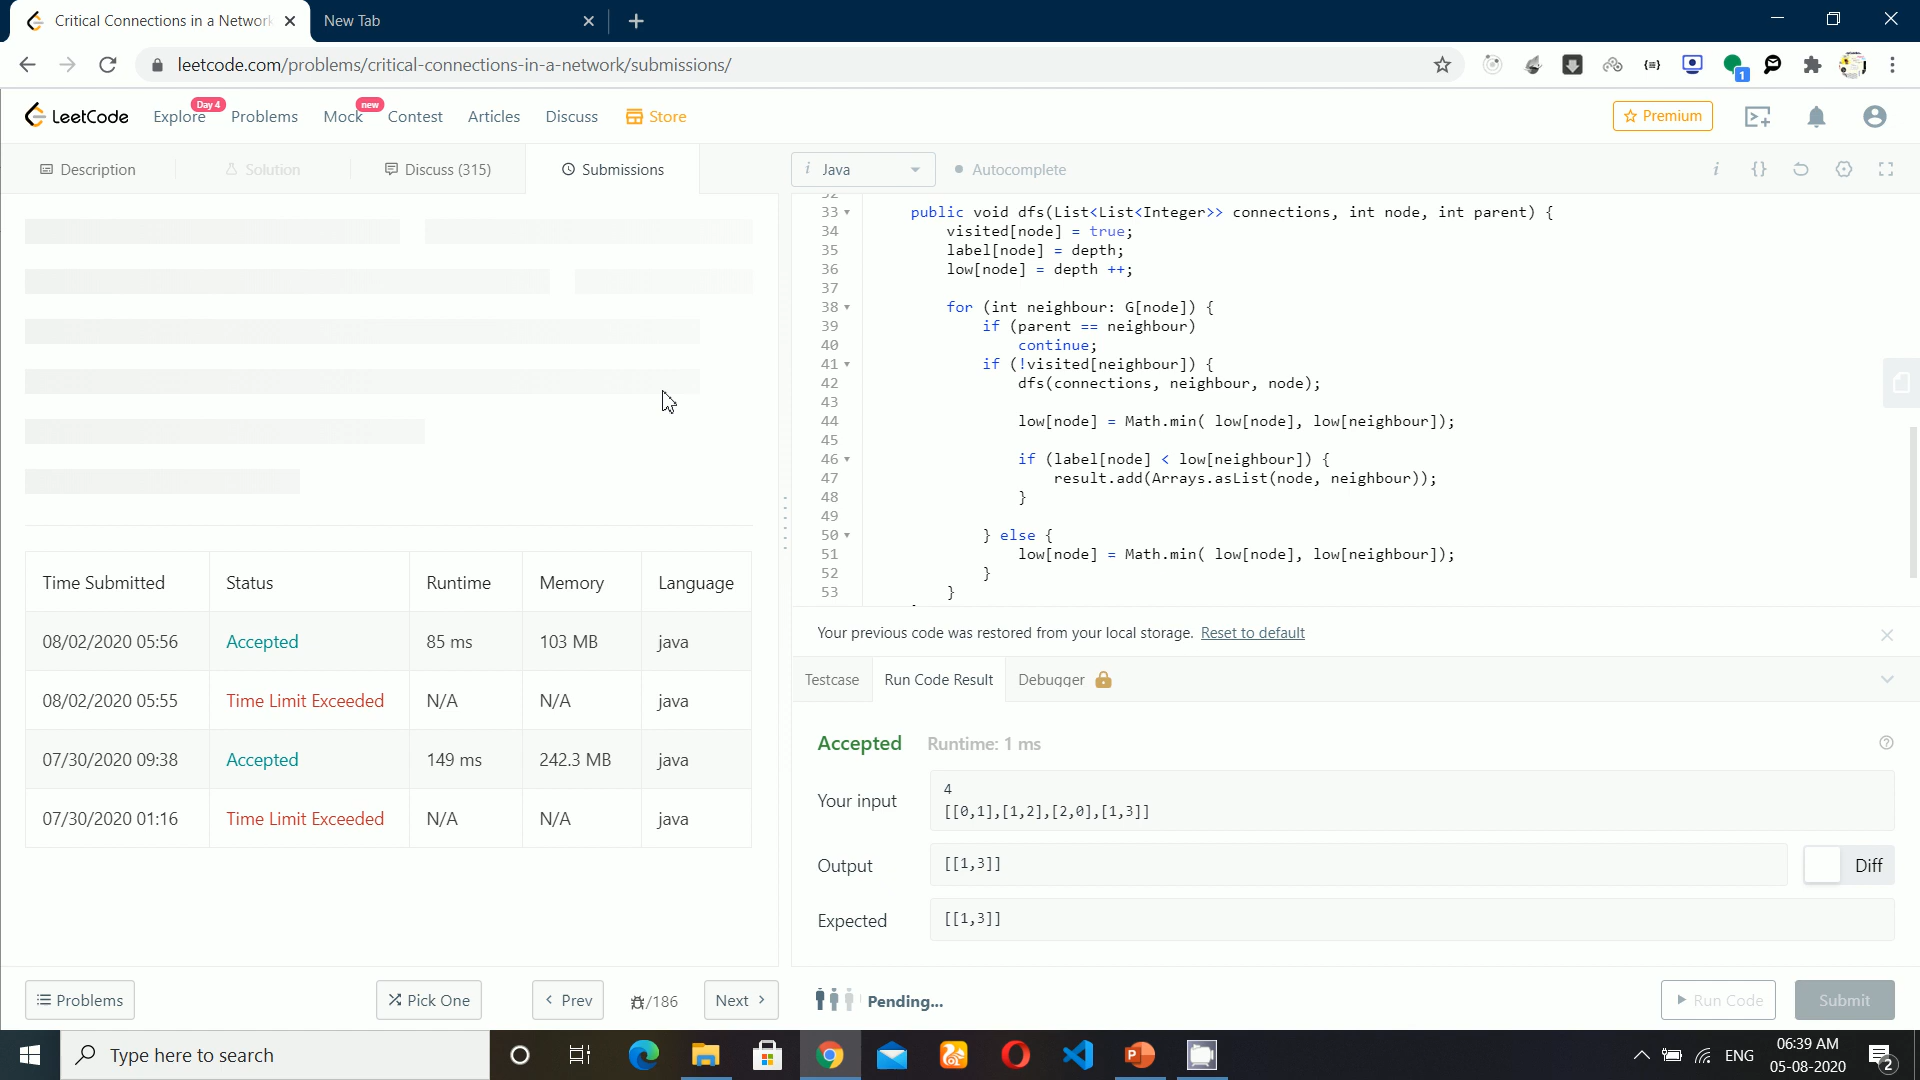 Critical Connections in a Network
New Tab
leetcode.com/problems/critical-connections-in-a-network/submissions/
1
LeetCode
Explore
Day 4
Problems
Mock
new
Contest
Articles
Discuss
Store
Premium
Description
Solution
Discuss (315)
Submissions
i Java
Autocomplete
32
33 public void dfs(List<List<Integer>> connections, int node, int parent) {
34 visited[node] = true;
35 label[node] = depth;
36 low[node] = depth ++;
37
38 for (int neighbour: G[node]) {
39 if (parent == neighbour)
40 continue;
41 if (!visited[neighbour]) {
42 dfs(connections, neighbour, node);
43
44 low[node] = Math.min( low[node], low[neighbour]);
45
46 if (label[node] < low[neighbour]) {
47 result.add(Arrays.asList(node, neighbour));
48 }
49
50 } else {
51 low[node] = Math.min( low[node], low[neighbour]);
52 }
53 }
Time Submitted Status Runtime Memory Language
08/02/2020 05:56 Accepted 85 ms 103 MB java
08/02/2020 05:55 Time Limit Exceeded N/A N/A java
07/30/2020 09:38 Accepted 149 ms 242.3 MB java
07/30/2020 01:16 Time Limit Exceeded N/A N/A java
Your previous code was restored from your local storage. Reset to default
Testcase
Run Code Result
Debugger
Accepted Runtime: 1 ms
Your input
4
[[0,1],[1,2],[2,0],[1,3]]
Output
[[1,3]]
Diff
Expected
[[1,3]]
Problems
Pick One
Prev
/186
Next
Pending...
Run Code
Submit
Type here to search
ENG
06:39 AM
05-08-2020
2